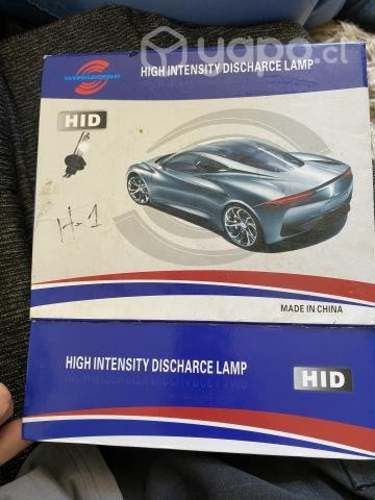 yapo.cl
HIGH INTENSITY DISCHARCE LAMP
HID
H-1
MADE IN CHINA
HIGH INTENSITY DISCHARCE LAMP
HID